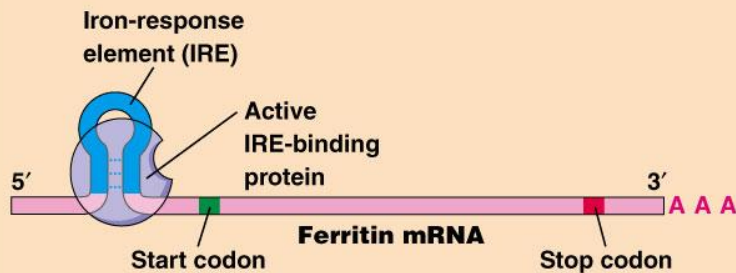 Iron-response
element (IRE)
Active
IRE-binding
protein
5′
3′
A A A
Start codon
Ferritin mRNA
Stop codon